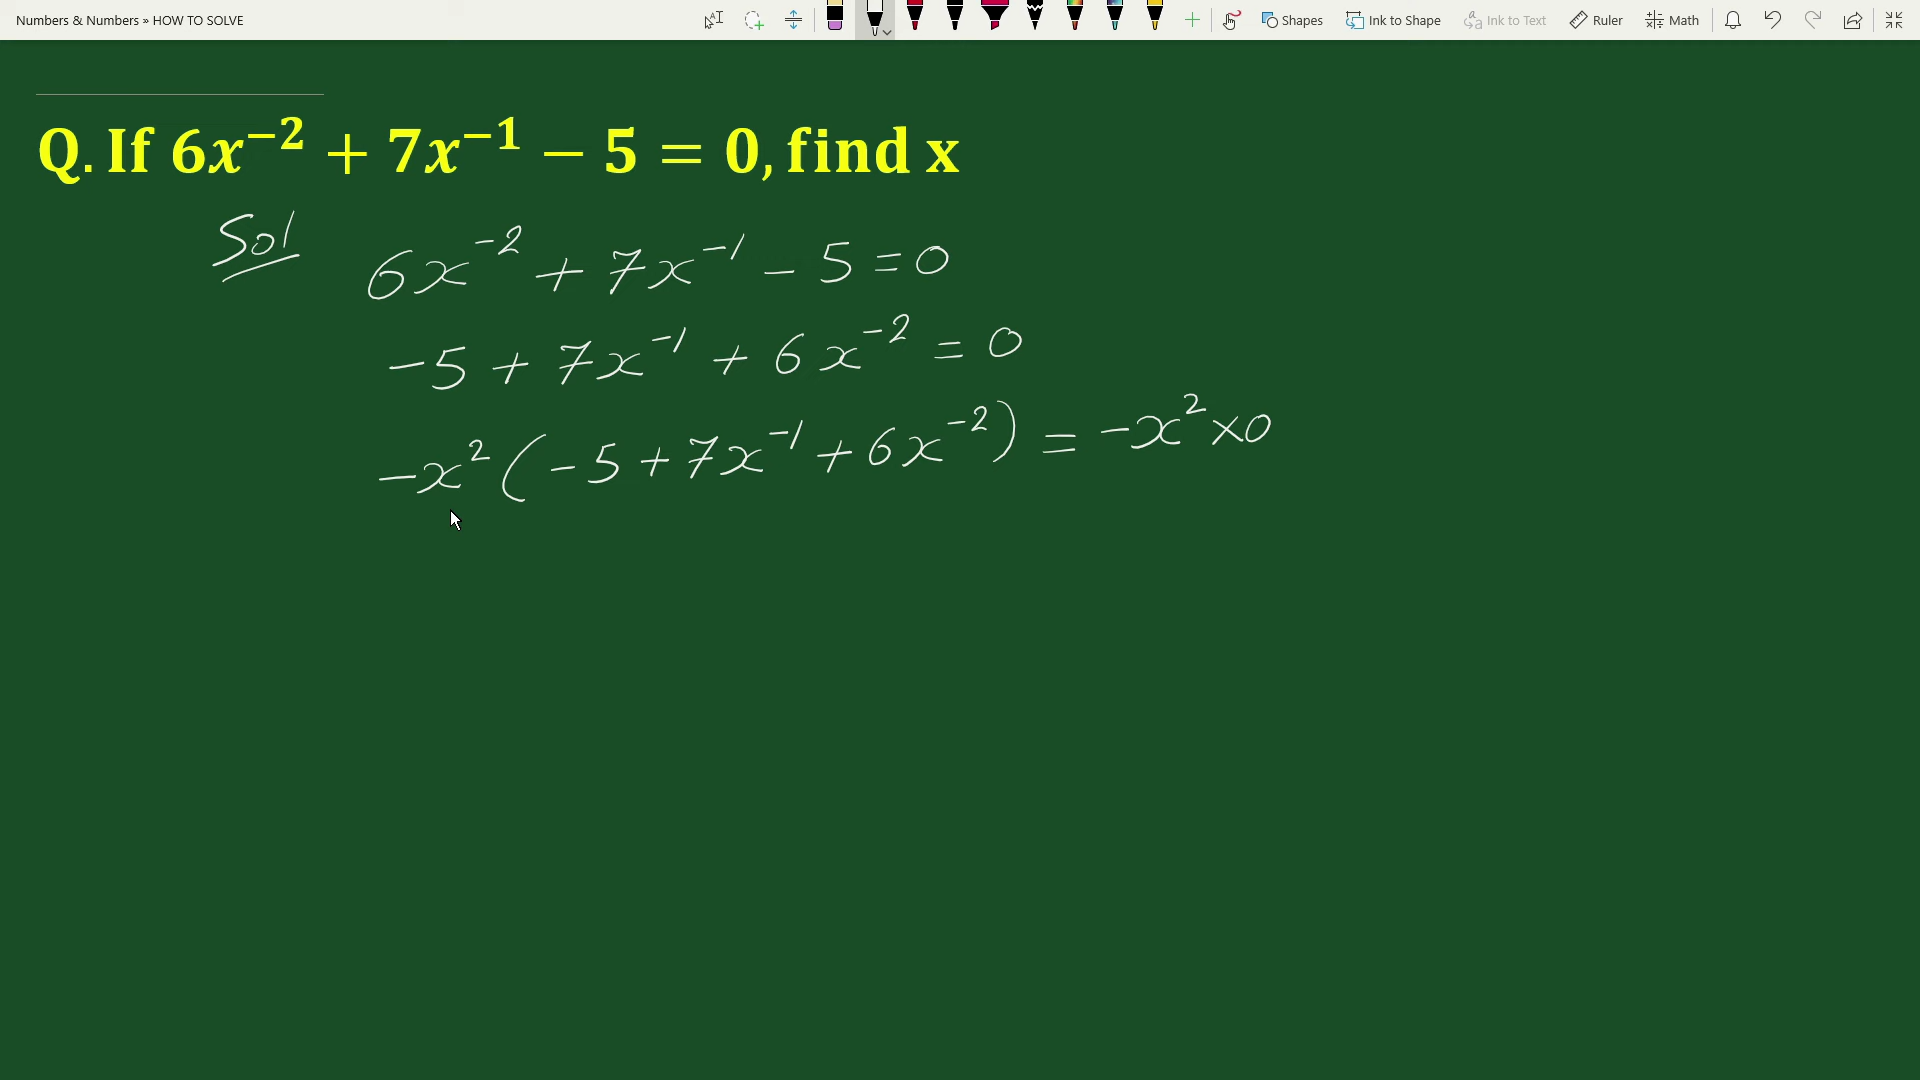 Numbers & Numbers » HOW TO SOLVE
Shapes Ink to Shape Ink to Text Ruler Math
Q. If 6x⁻² + 7x⁻¹ − 5 = 0, find x
Sol 6x⁻² + 7x⁻¹ − 5 = 0
−5 + 7x⁻¹ + 6x⁻² = 0
−x² (−5 + 7x⁻¹ + 6x⁻²) = −x² × 0